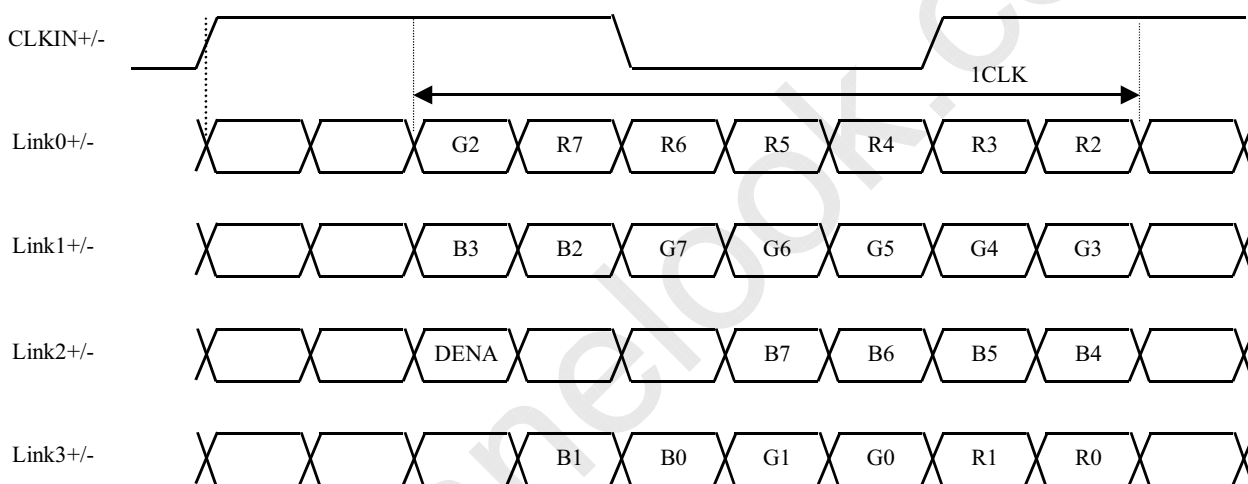 CLKIN+/-
1CLK
Link0+/- G2 R7 R6 R5 R4 R3 R2
Link1+/- B3 B2 G7 G6 G5 G4 G3
Link2+/- DENA B7 B6 B5 B4
Link3+/- B1 B0 G1 G0 R1 R0
nelook.c